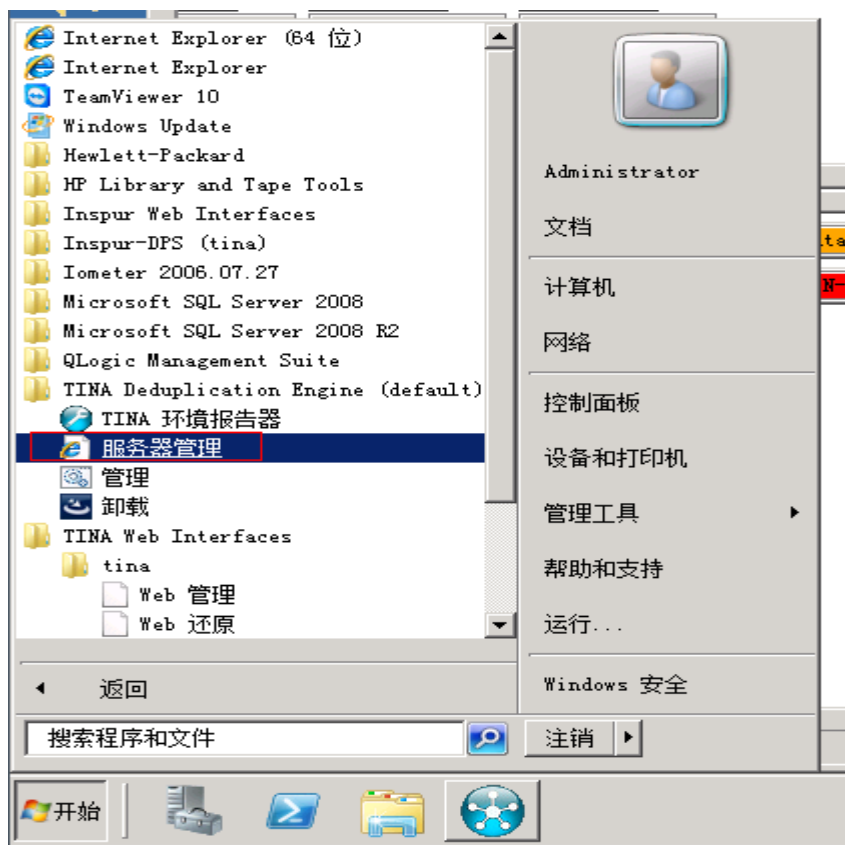 Internet Explorer (64 位)
Internet Explorer
TeamViewer 10
Windows Update
Hewlett-Packard
HP Library and Tape Tools
Inspur Web Interfaces
Inspur-DPS (tina)
Iometer 2006.07.27
Microsoft SQL Server 2008
Microsoft SQL Server 2008 R2
QLogic Management Suite
TINA Deduplication Engine (default)
TINA 环境报告器
服务器管理
管理
卸载
TINA Web Interfaces
tina
Web 管理
Web 还原
返回
搜索程序和文件
Administrator
文档
计算机
网络
控制面板
设备和打印机
管理工具
帮助和支持
运行...
Windows 安全
注销
开始